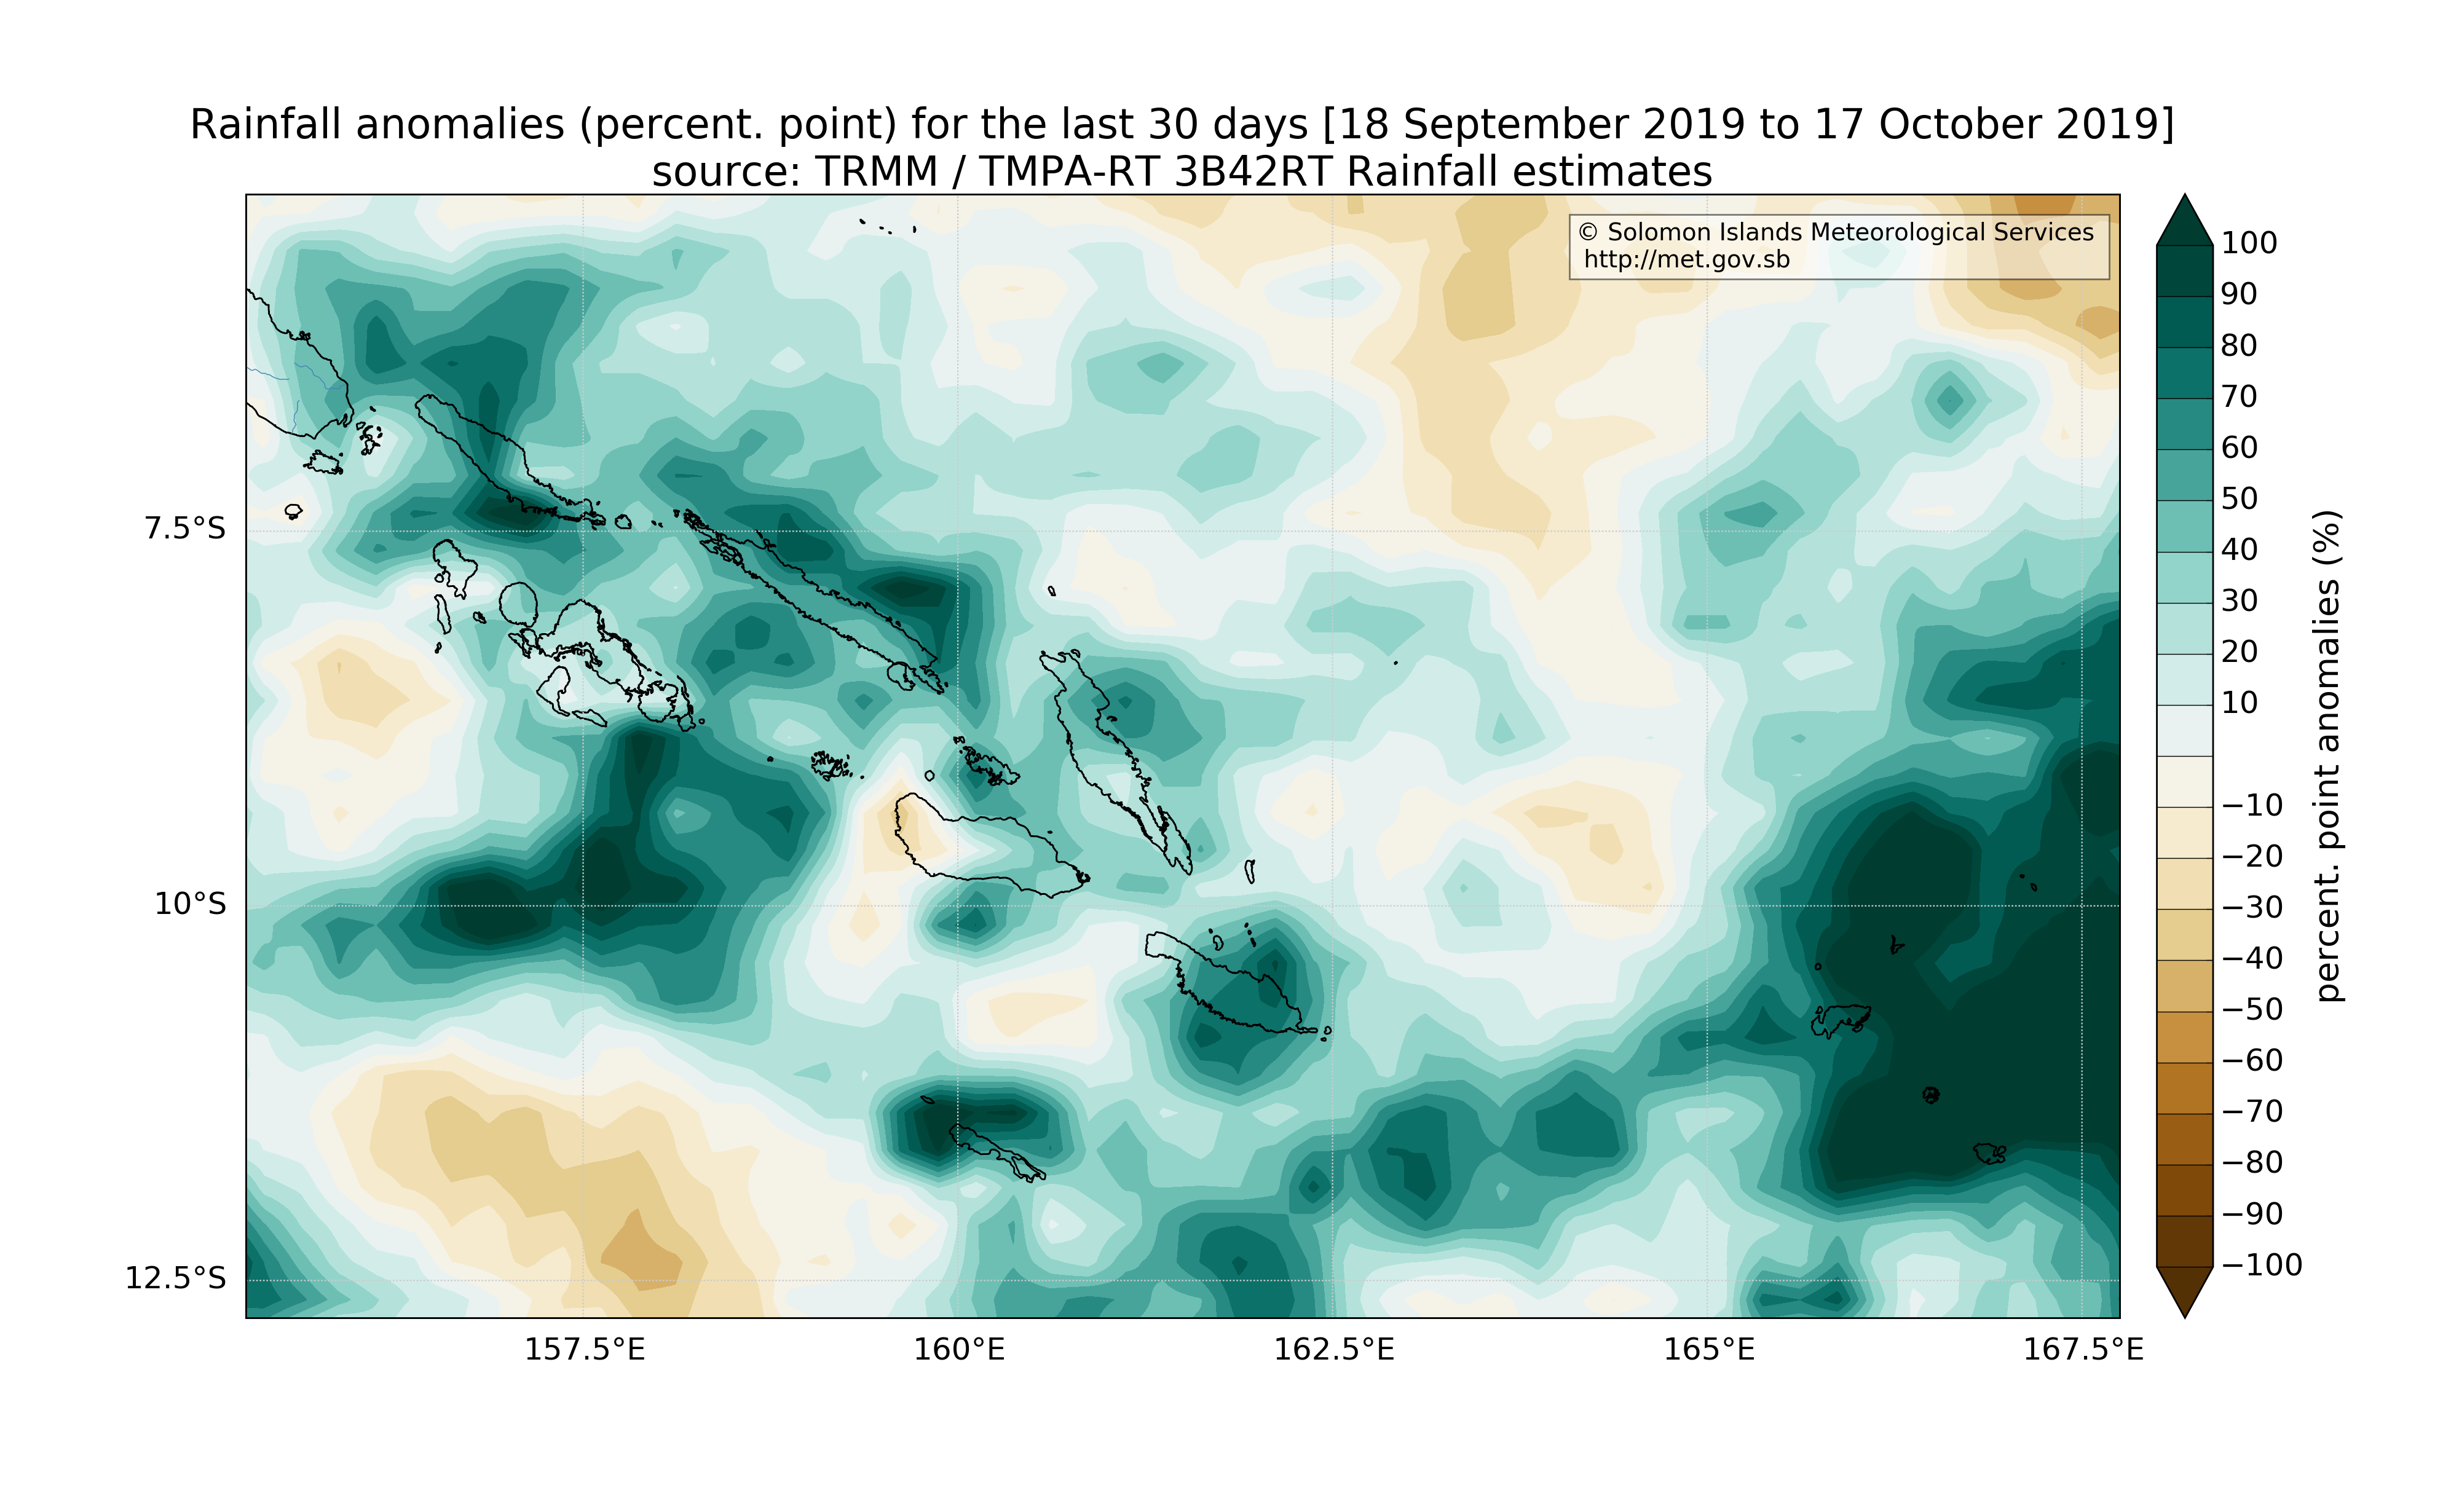 Rainfall anomalies (percent. point) for the last 30 days [18 September 2019 to 17 October 2019]
source: TRMM / TMPA-RT 3B42RT Rainfall estimates
© Solomon Islands Meteorological Services
http://met.gov.sb
7.5°S
10°S
12.5°S
157.5°E
160°E
162.5°E
165°E
167.5°E
100
90
80
70
60
50
40
30
20
10
−10
−20
−30
−40
−50
−60
−70
−80
−90
−100
percent. point anomalies (%)